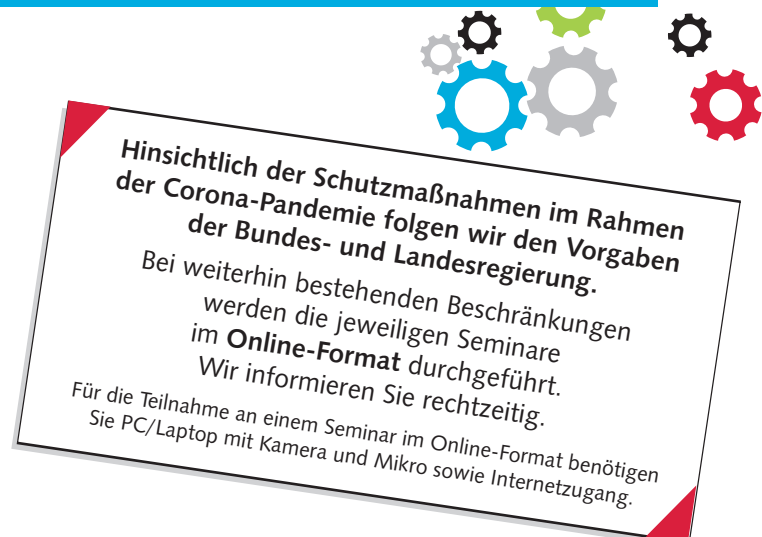 Hinsichtlich der Schutzmaßnahmen im Rahmen
der Corona-Pandemie folgen wir den Vorgaben
der Bundes- und Landesregierung.
Bei weiterhin bestehenden Beschränkungen
werden die jeweiligen Seminare
im Online-Format durchgeführt.
Wir informieren Sie rechtzeitig.
Für die Teilnahme an einem Seminar im Online-Format benötigen
Sie PC/Laptop mit Kamera und Mikro sowie Internetzugang.